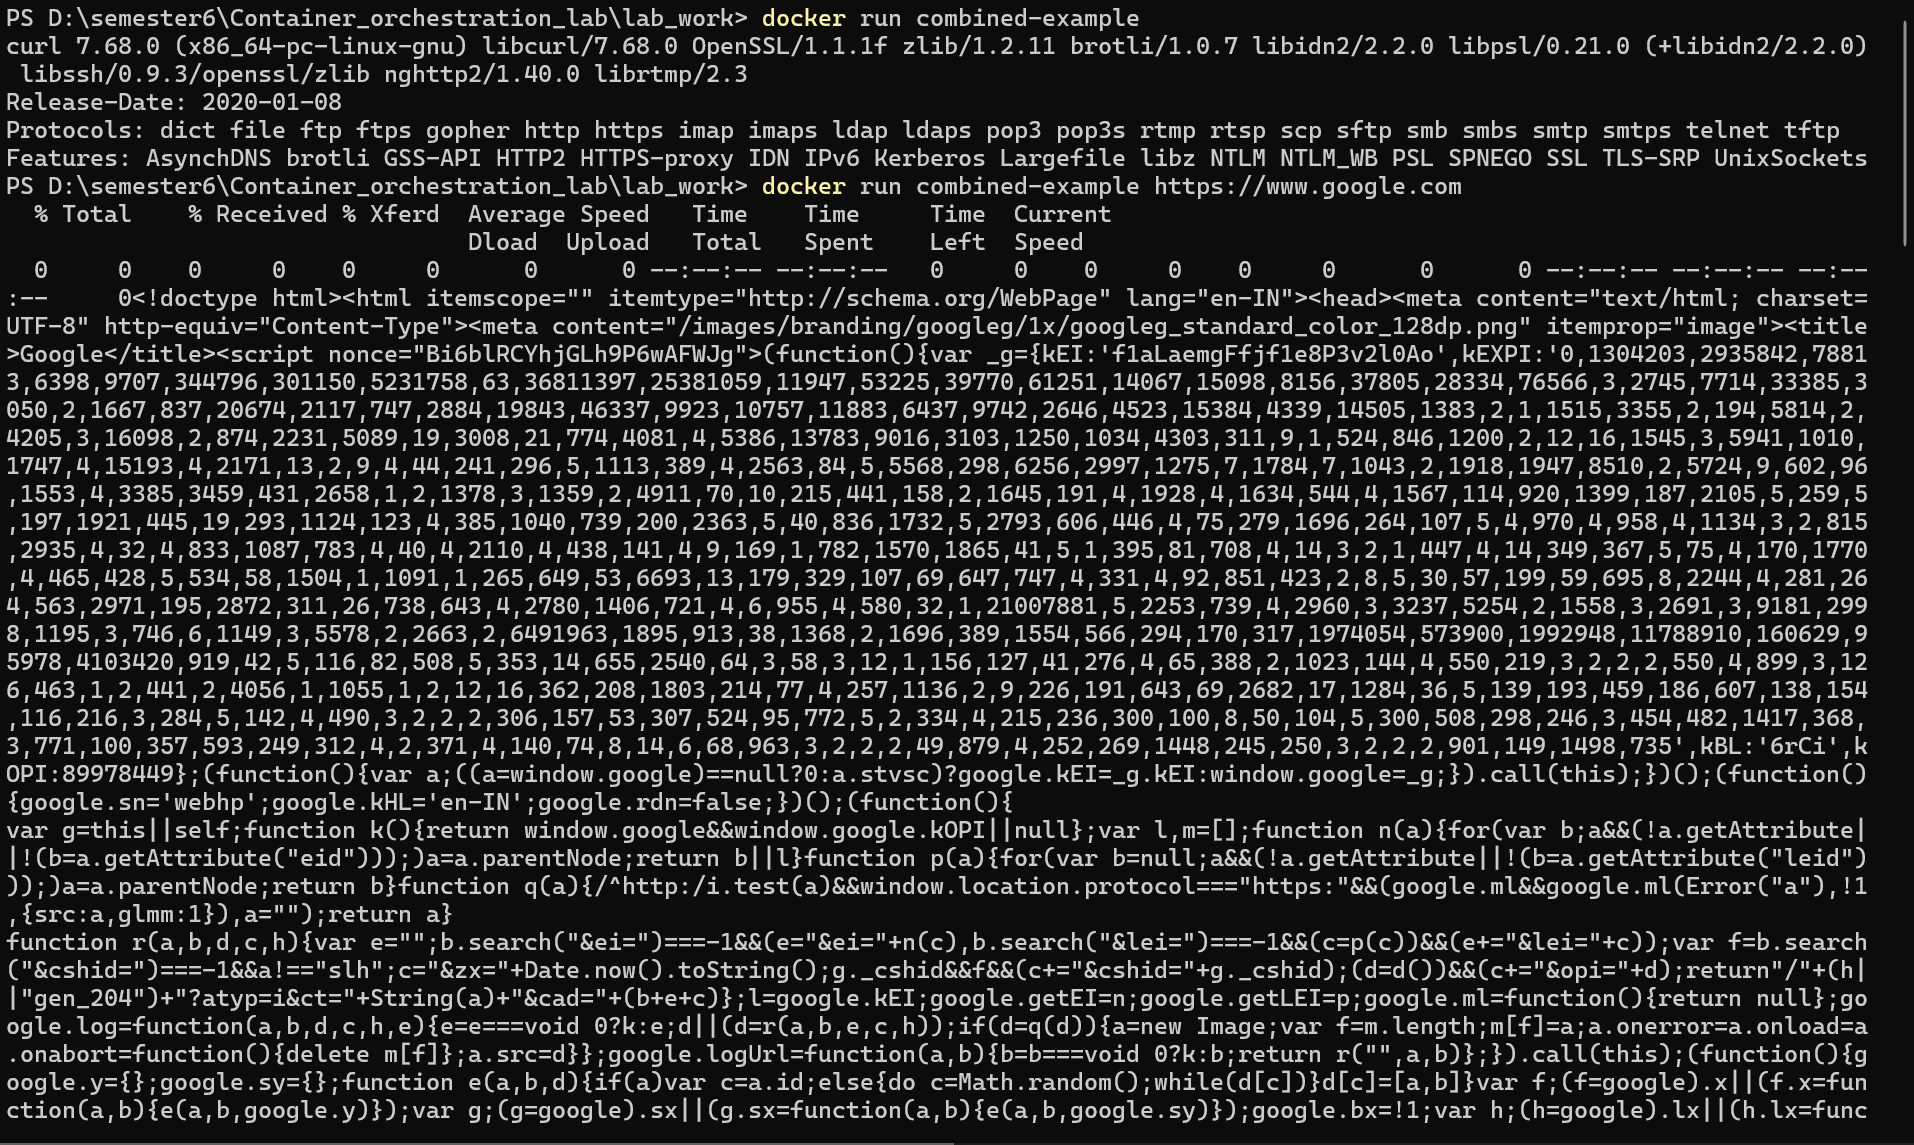 PS D:\semester6\Container_orchestration_lab\lab_work> docker run combined-example
curl 7.68.0 (x86_64-pc-linux-gnu) libcurl/7.68.0 OpenSSL/1.1.1f zlib/1.2.11 brotli/1.0.7 libidn2/2.2.0 libpsl/0.21.0 (+libidn2/2.2.0)
 libssh/0.9.3/openssl/zlib nghttp2/1.40.0 librtmp/2.3
Release-Date: 2020-01-08
Protocols: dict file ftp ftps gopher http https imap imaps ldap ldaps pop3 pop3s rtmp rtsp scp sftp smb smbs smtp smtps telnet tftp
Features: AsynchDNS brotli GSS-API HTTP2 HTTPS-proxy IDN IPv6 Kerberos Largefile libz NTLM NTLM_WB PSL SPNEGO SSL TLS-SRP UnixSockets
PS D:\semester6\Container_orchestration_lab\lab_work> docker run combined-example https://www.google.com
  % Total    % Received % Xferd  Average Speed   Time    Time     Time  Current
                                 Dload  Upload   Total   Spent    Left  Speed
  0     0    0     0    0     0      0      0 --:--:-- --:--:--   0     0    0     0    0     0      0      0 --:--:-- --:--:-- --:--
:--     0<!doctype html><html itemscope="" itemtype="http://schema.org/WebPage" lang="en-IN"><head><meta content="text/html; charset=
UTF-8" http-equiv="Content-Type"><meta content="/images/branding/googleg/1x/googleg_standard_color_128dp.png" itemprop="image"><title
>Google</title><script nonce="Bi6blRCYhjGLh9P6wAFWJg">(function(){var _g={kEI:'f1aLaemgFfjf1e8P3v2l0Ao',kEXPI:'0,1304203,2935842,7881
3,6398,9707,344796,301150,5231758,63,36811397,25381059,11947,53225,39770,61251,14067,15098,8156,37805,28334,76566,3,2745,7714,33385,3
050,2,1667,837,20674,2117,747,2884,19843,46337,9923,10757,11883,6437,9742,2646,4523,15384,4339,14505,1383,2,1,1515,3355,2,194,5814,2,
4205,3,16098,2,874,2231,5089,19,3008,21,774,4081,4,5386,13783,9016,3103,1250,1034,4303,311,9,1,524,846,1200,2,12,16,1545,3,5941,1010,
1747,4,15193,4,2171,13,2,9,4,44,241,296,5,1113,389,4,2563,84,5,5568,298,6256,2997,1275,7,1784,7,1043,2,1918,1947,8510,2,5724,9,602,96
,1553,4,3385,3459,431,2658,1,2,1378,3,1359,2,4911,70,10,215,441,158,2,1645,191,4,1928,4,1634,544,4,1567,114,920,1399,187,2105,5,259,5
,197,1921,445,19,293,1124,123,4,385,1040,739,200,2363,5,40,836,1732,5,2793,606,446,4,75,279,1696,264,107,5,4,970,4,958,4,1134,3,2,815
,2935,4,32,4,833,1087,783,4,40,4,2110,4,438,141,4,9,169,1,782,1570,1865,41,5,1,395,81,708,4,14,3,2,1,447,4,14,349,367,5,75,4,170,1770
,4,465,428,5,534,58,1504,1,1091,1,265,649,53,6693,13,179,329,107,69,647,747,4,331,4,92,851,423,2,8,5,30,57,199,59,695,8,2244,4,281,26
4,563,2971,195,2872,311,26,738,643,4,2780,1406,721,4,6,955,4,580,32,1,21007881,5,2253,739,4,2960,3,3237,5254,2,1558,3,2691,3,9181,299
8,1195,3,746,6,1149,3,5578,2,2663,2,6491963,1895,913,38,1368,2,1696,389,1554,566,294,170,317,1974054,573900,1992948,11788910,160629,9
5978,4103420,919,42,5,116,82,508,5,353,14,655,2540,64,3,58,3,12,1,156,127,41,276,4,65,388,2,1023,144,4,550,219,3,2,2,2,550,4,899,3,12
6,463,1,2,441,2,4056,1,1055,1,2,12,16,362,208,1803,214,77,4,257,1136,2,9,226,191,643,69,2682,17,1284,36,5,139,193,459,186,607,138,154
,116,216,3,284,5,142,4,490,3,2,2,2,306,157,53,307,524,95,772,5,2,334,4,215,236,300,100,8,50,104,5,300,508,298,246,3,454,482,1417,368,
3,771,100,357,593,249,312,4,2,371,4,140,74,8,14,6,68,963,3,2,2,2,49,879,4,252,269,1448,245,250,3,2,2,2,901,149,1498,735',kBL:'6rCi',k
OPI:89978449};(function(){var a;((a=window.google)==null?0:a.stvsc)?google.kEI=_g.kEI:window.google=_g;}).call(this);})();(function()
{google.sn='webhp';google.kHL='en-IN';google.rdn=false;})();(function(){
var g=this||self;function k(){return window.google&&window.google.kOPI||null};var l,m=[];function n(a){for(var b;a&&(!a.getAttribute|
|!(b=a.getAttribute("eid")));)a=a.parentNode;return b||l}function p(a){for(var b=null;a&&(!a.getAttribute||!(b=a.getAttribute("leid")
));)a=a.parentNode;return b}function q(a){/^http:/i.test(a)&&window.location.protocol==="https:"&&(google.ml&&google.ml(Error("a"),!1
,{src:a,glmm:1}),a="");return a}
function r(a,b,d,c,h){var e="";b.search("&ei=")===-1&&(e="&ei="+n(c),b.search("&lei=")===-1&&(c=p(c))&&(e+="&lei="+c));var f=b.search
("&cshid=")===-1&&a!=="slh";c="&zx="+Date.now().toString();g._cshid&&f&&(c+="&cshid="+g._cshid);(d=d())&&(c+="&opi="+d);return"/"+(h|
|"gen_204")+"?atyp=i&ct="+String(a)+"&cad="+(b+e+c)};l=google.kEI;google.getEI=n;google.getLEI=p;google.ml=function(){return null};go
ogle.log=function(a,b,d,c,h,e){e=e===void 0?k:e;d||(d=r(a,b,e,c,h));if(d=q(d)){a=new Image;var f=m.length;m[f]=a;a.onerror=a.onload=a
.onabort=function(){delete m[f]};a.src=d}};google.logUrl=function(a,b){b=b===void 0?k:b;return r("",a,b)};}).call(this);(function(){g
oogle.y={};google.sy={};function e(a,b,d){if(a)var c=a.id;else{do c=Math.random();while(d[c])}d[c]=[a,b]}var f;(f=google).x||(f.x=fun
ction(a,b){e(a,b,google.y)});var g;(g=google).sx||(g.sx=function(a,b){e(a,b,google.sy)});google.bx=!1;var h;(h=google).lx||(h.lx=func